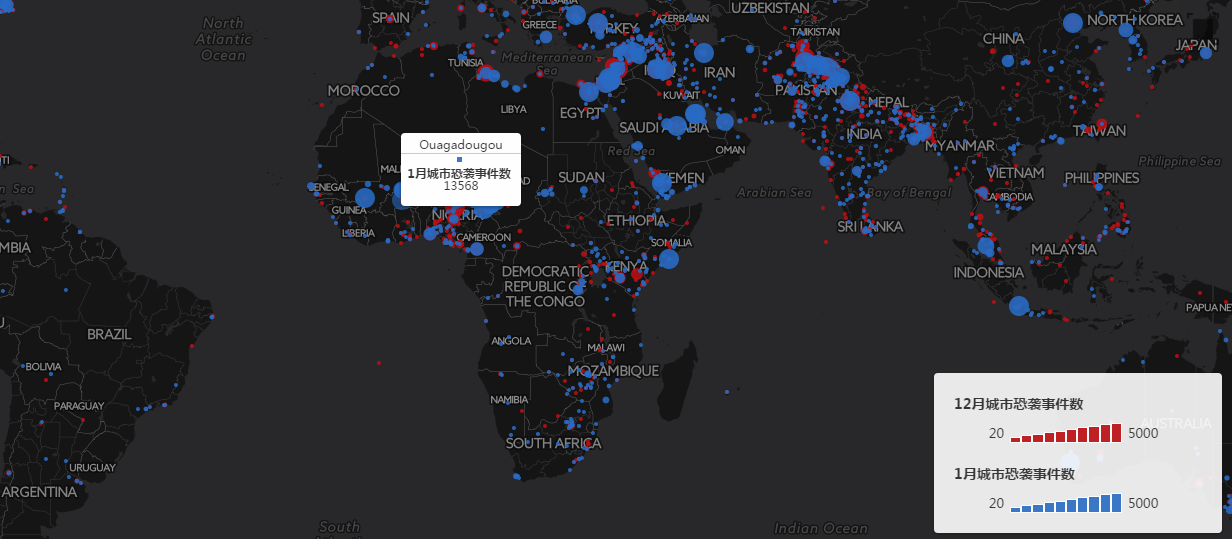 BULGARIA
UZBEKISTAN
SPAIN
AZERBAIJAN
NORTH KOREA
North
Atlantic
Ocean
GREECE
TURKEY
TAJIKISTAN
CHINA
JAPAN
Mediterranean
Sea
TUNISIA
IRAN
MOROCCO
PAKISTAN
KUWAIT
NEPAL
LIBYA
EGYPT
SAUDI ARABIA
INDIA
TAIWAN
Ouagadougou
1月城市恐袭事件数
13568
Red Sea
OMAN
MYANMAR
Philippine Sea
SUDAN
YEMEN
VIETNAM
PHILIPPINES
SENEGAL
Arabian Sea
Bay of Bengal
CAMBODIA
GUINEA
NIGERIA
ETHIOPIA
SRI LANKA
LIBERIA
CAMEROON
SOMALIA
MALAYSIA
KENYA
DEMOCRATIC
REPUBLIC OF
THE CONGO
INDONESIA
PAPUA NE
BRAZIL
ANGOLA
MALAWI
BOLIVIA
MOZAMBIQUE
PARAGUAY
NAMIBIA
12月城市恐袭事件数
20
5000
AUSTRALIA
SOUTH AFRICA
URUGUAY
1月城市恐袭事件数
20
5000
ARGENTINA
South
Indian Ocean